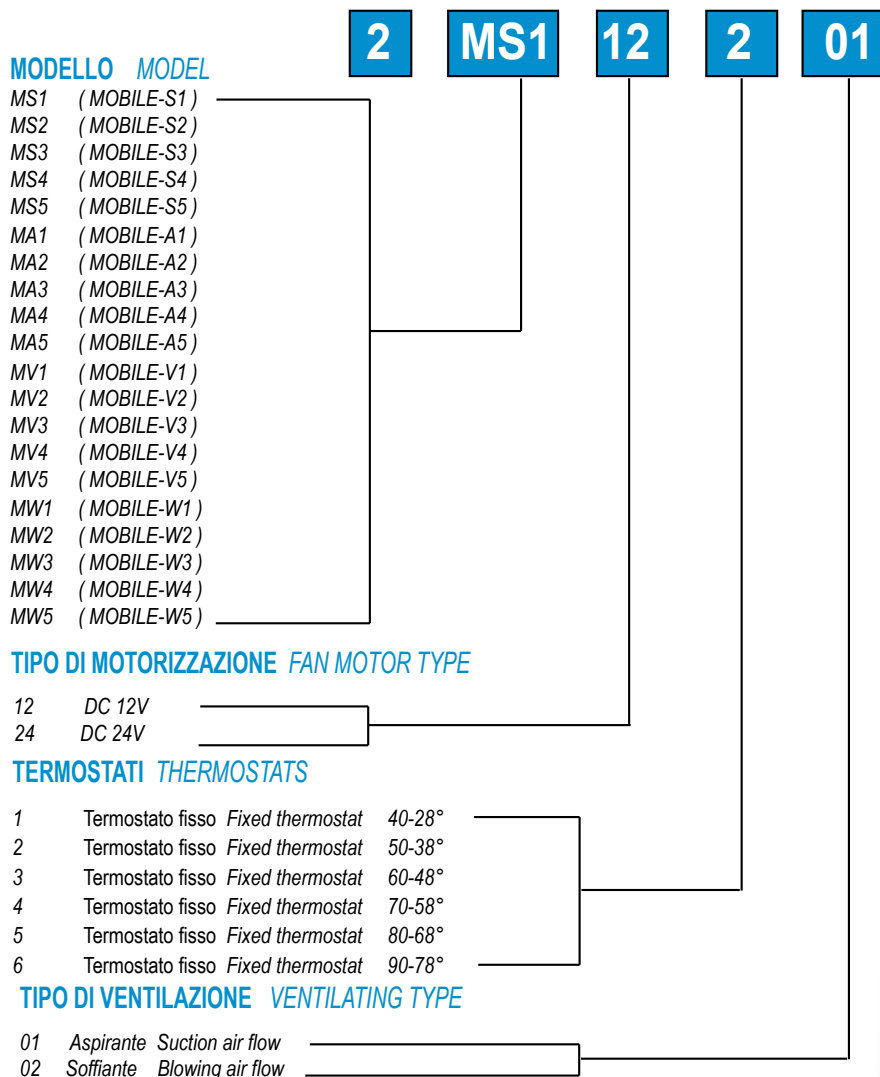 2 MS1 12 2 01
MODELLO MODEL
MS1 ( MOBILE-S1 )
MS2 ( MOBILE-S2 )
MS3 ( MOBILE-S3 )
MS4 ( MOBILE-S4 )
MS5 ( MOBILE-S5 )
MA1 ( MOBILE-A1 )
MA2 ( MOBILE-A2 )
MA3 ( MOBILE-A3 )
MA4 ( MOBILE-A4 )
MA5 ( MOBILE-A5 )
MV1 ( MOBILE-V1 )
MV2 ( MOBILE-V2 )
MV3 ( MOBILE-V3 )
MV4 ( MOBILE-V4 )
MV5 ( MOBILE-V5 )
MW1 ( MOBILE-W1 )
MW2 ( MOBILE-W2 )
MW3 ( MOBILE-W3 )
MW4 ( MOBILE-W4 )
MW5 ( MOBILE-W5 )
TIPO DI MOTORIZZAZIONE FAN MOTOR TYPE
12 DC 12V
24 DC 24V
TERMOSTATI THERMOSTATS
1 Termostato fisso Fixed thermostat 40-28°
2 Termostato fisso Fixed thermostat 50-38°
3 Termostato fisso Fixed thermostat 60-48°
4 Termostato fisso Fixed thermostat 70-58°
5 Termostato fisso Fixed thermostat 80-68°
6 Termostato fisso Fixed thermostat 90-78°
TIPO DI VENTILAZIONE VENTILATING TYPE
01 Aspirante Suction air flow
02 Soffiante Blowing air flow